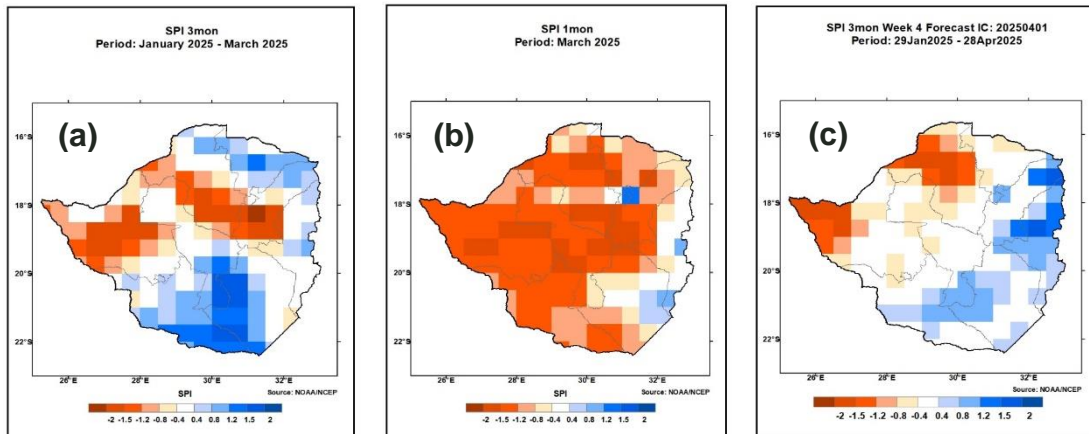 SPI 3mon
Period: January 2025 - March 2025
(a)
16°S
18°S
20°S
22°S
26°E 28°E 30°E 32°E
SPI
Source: NOAA/NCEP
-2 -1.5 -1.2 -0.8 -0.4 0.4 0.8 1.2 1.5 2
SPI 1mon
Period: March 2025
(b)
16°S
18°S
20°S
22°S
26°E 28°E 30°E 32°E
Source: NOAA/NCEP
-2 -1.5 -1.2 -0.8 -0.4 0.4 0.8 1.2 1.5 2
SPI 3mon Week 4 Forecast IC: 20250401
Period: 29Jan2025 - 28Apr2025
(c)
16°S
18°S
20°S
22°S
26°E 28°E 30°E 32°E
SPI
Source: NOAA/NCEP
-2 -1.5 -1.2 -0.8 -0.4 0.4 0.8 1.2 1.5 2